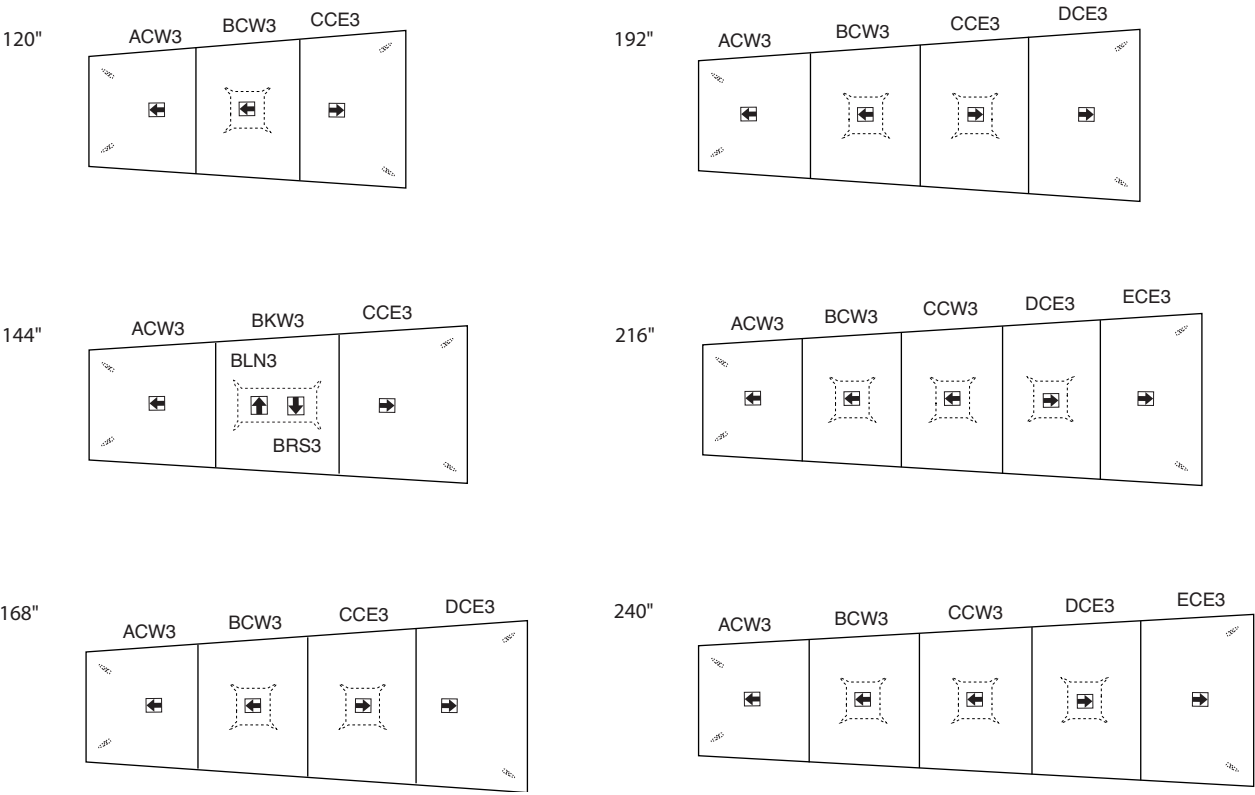 120"
ACW3
BCW3
CCE3
192"
ACW3
BCW3
CCE3
DCE3
144"
ACW3
BKW3
CCE3
BLN3
BRS3
216"
ACW3
BCW3
CCW3
DCE3
ECE3
168"
ACW3
BCW3
CCE3
DCE3
240"
ACW3
BCW3
CCW3
DCE3
ECE3